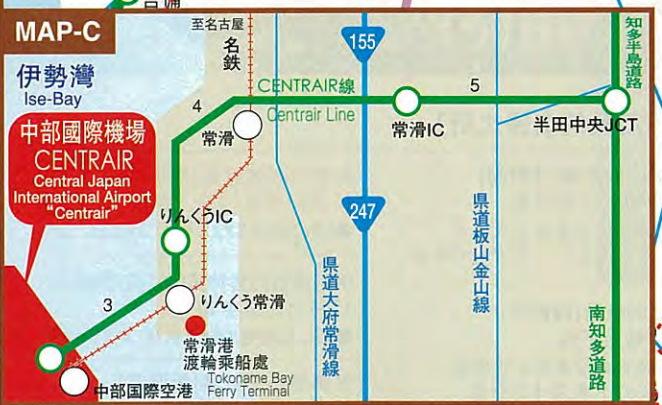 MAP-C
至名古屋
名鉄
155
知多半島道路
伊勢灣
Ise-Bay
CENTRAIR線
Centrair Line
4
5
常滑
常滑IC
半田中央JCT
中部國際機場
CENTRAIR
Central Japan
International Airport
"Centrair"
りんくうIC
247
県道板山金山線
県道大府常滑線
3
りんくう常滑
常滑港
渡輪乘船處
Tokoname Bay
Ferry Terminal
南知多道路
中部国際空港